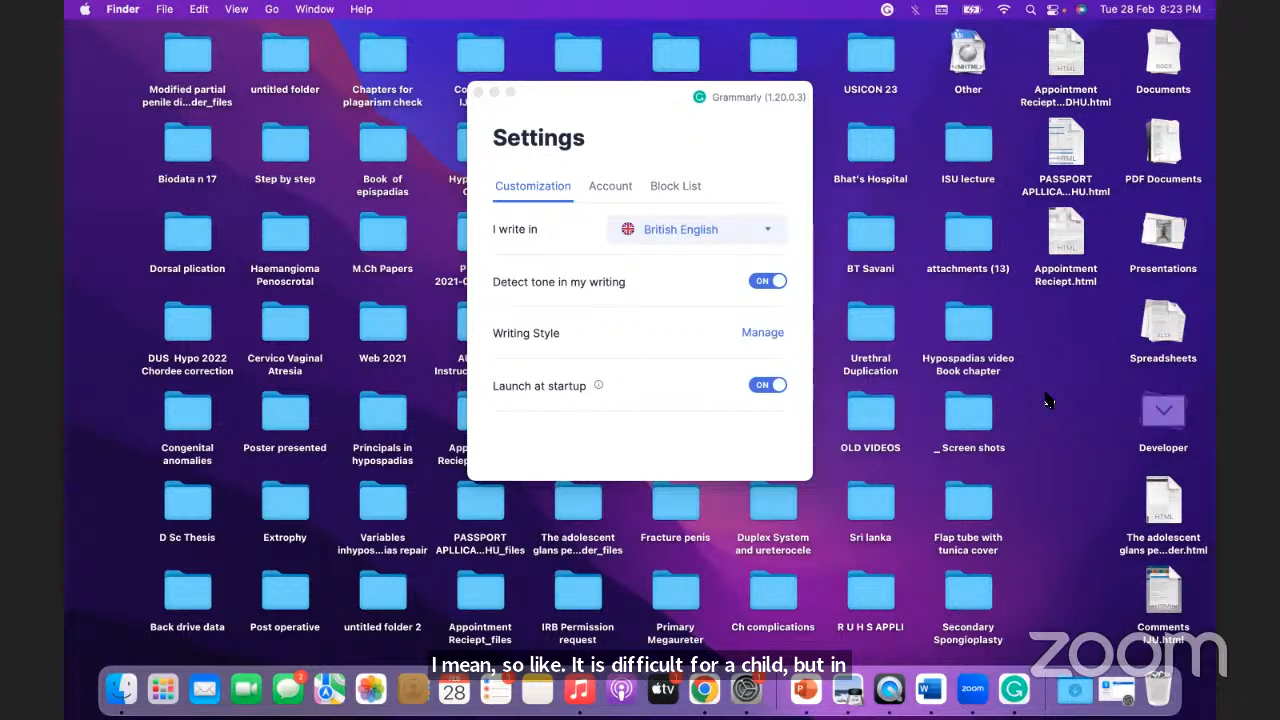 Finder File Edit View Go Window Help
Tue 28 Feb 8:23 PM
Modified partial
penile di...der_files
untitled folder
Chapters for
plagarism check
USICON 23
Other
Appointment
Reciept....DHU.html
Documents
Grammarly (1.20.0.3)
Settings
Customization Account Block List
I write in British English
Detect tone in my writing ON
Writing Style Manage
Launch at startup ON
Biodata n 17
Step by step
Book of
epispadias
Bhat's Hospital
ISU lecture
PASSPORT
APLLICA...HU.html
PDF Documents
Dorsal plication
Haemangioma
Penoscrotal
M.Ch Papers
BT Savani
attachments (13)
Appointment
Reciept.html
Presentations
DUS Hypo 2022
Chordee correction
Cervico Vaginal
Atresia
Web 2021
Urethral
Duplication
Hypospadias video
Book chapter
Spreadsheets
Congenital
anomalies
Poster presented
Principals in
hypospadias
OLD VIDEOS
_ Screen shots
Developer
D Sc Thesis
Extrophy
Variables
inhypos...ias repair
PASSPORT
APLLICA...HU_files
The adolescent
glans pe...der_files
Fracture penis
Duplex System
and ureterocele
Sri lanka
Flap tube with
tunica cover
The adolescent
glans pe...der.html
Back drive data
Post operative
untitled folder 2
Appointment
Reciept_files
IRB Permission
request
Primary
Megaureter
Ch complications
R U H S APPLI
Secondary
Spongioplasty
Comments
IJU.html
zoom
I mean, so like. It is difficult for a child, but in
FEB
28
tv
zoom